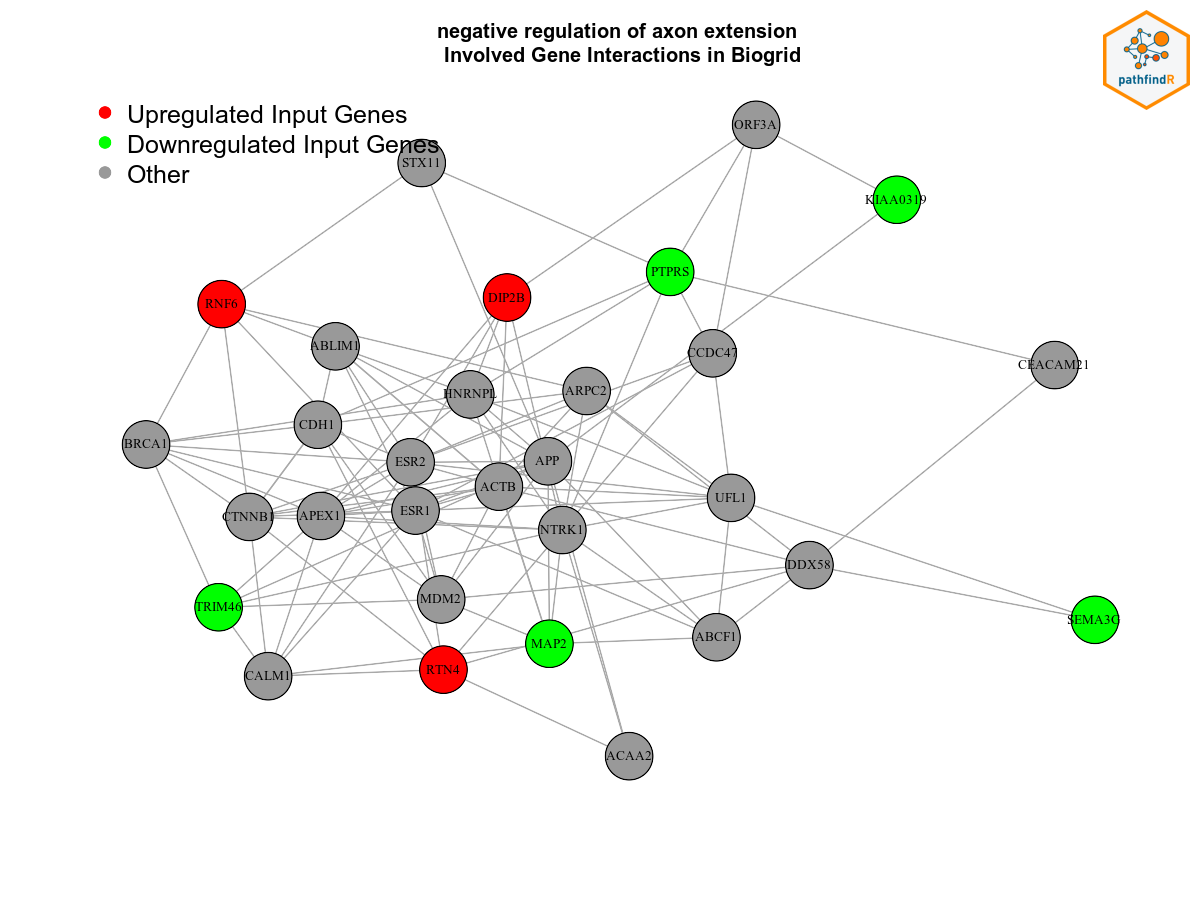 negative regulation of axon extension
Involved Gene Interactions in Biogrid
pathfindR
Upregulated Input Genes
Downregulated Input Genes
Other
ORF3A
STX11
KIAA0319
PTPRS
DIP2B
RNF6
ABLIM1
CCDC47
CEACAM21
HNRNPL
ARPC2
CDH1
BRCA1
ESR2
APP
ACTB
UFL1
CTNNB1
APEX1
ESR1
NTRK1
DDX58
MDM2
TRIM46
SEMA3G
ABCF1
MAP2
RTN4
CALM1
ACAA2